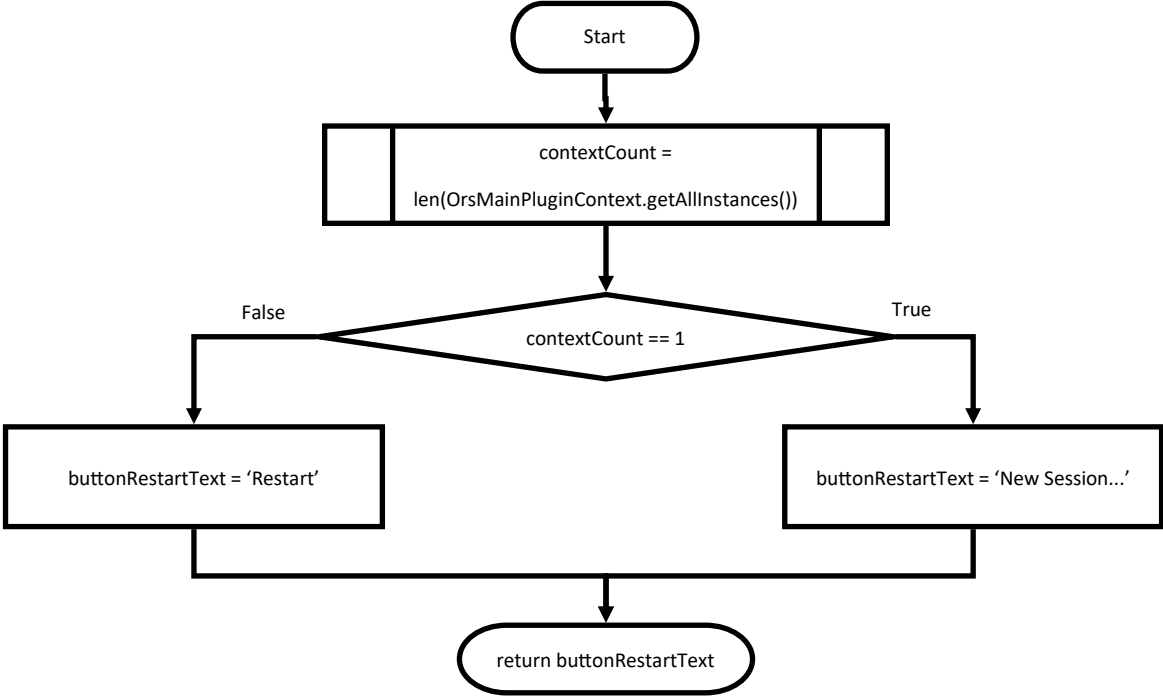 Start
contextCount =
len(OrsMainPluginContext.getAllInstances())
False
True
contextCount == 1
buttonRestartText = ‘Restart’
buttonRestartText = ‘New Session...’
return buttonRestartText